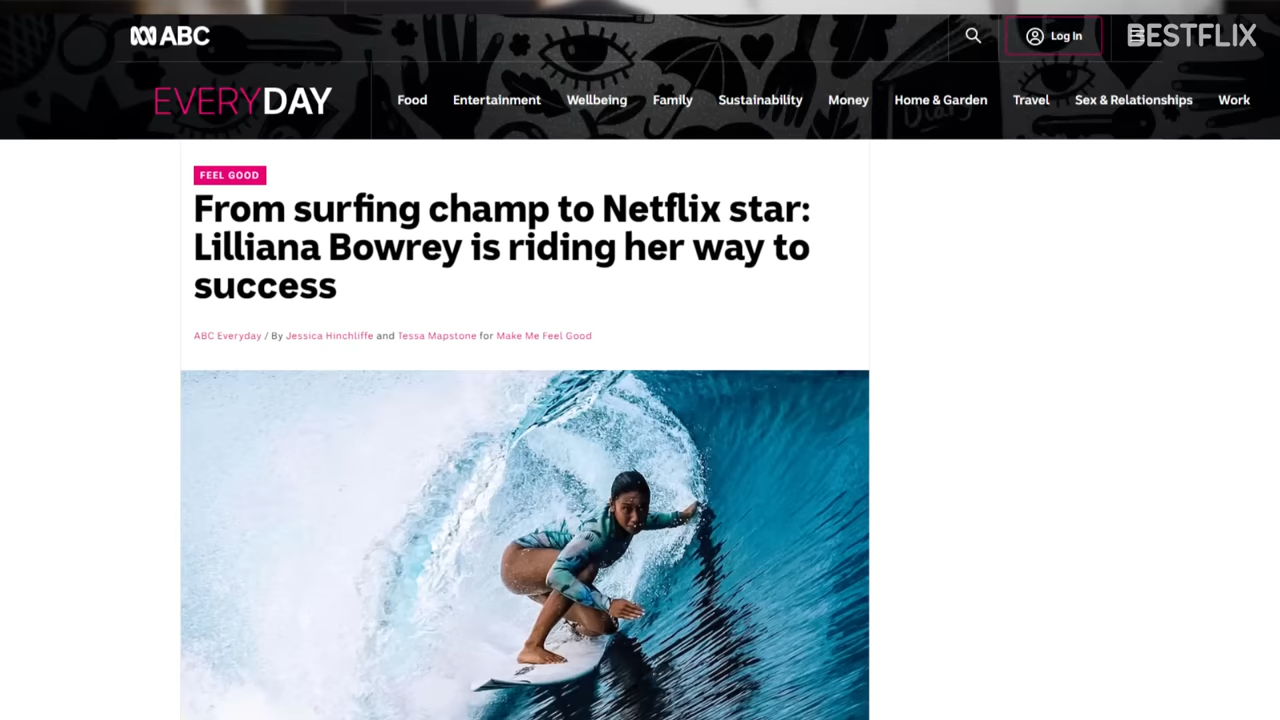 ABC
Log In
BESTFLIX
EVERYDAY
Food
Entertainment
Wellbeing
Family
Sustainability
Money
Home & Garden
Travel
Sex & Relationships
Work
Diary
FEEL GOOD
From surfing champ to Netflix star:
Lilliana Bowrey is riding her way to
success
ABC Everyday / By Jessica Hinchliffe and Tessa Mapstone for Make Me Feel Good